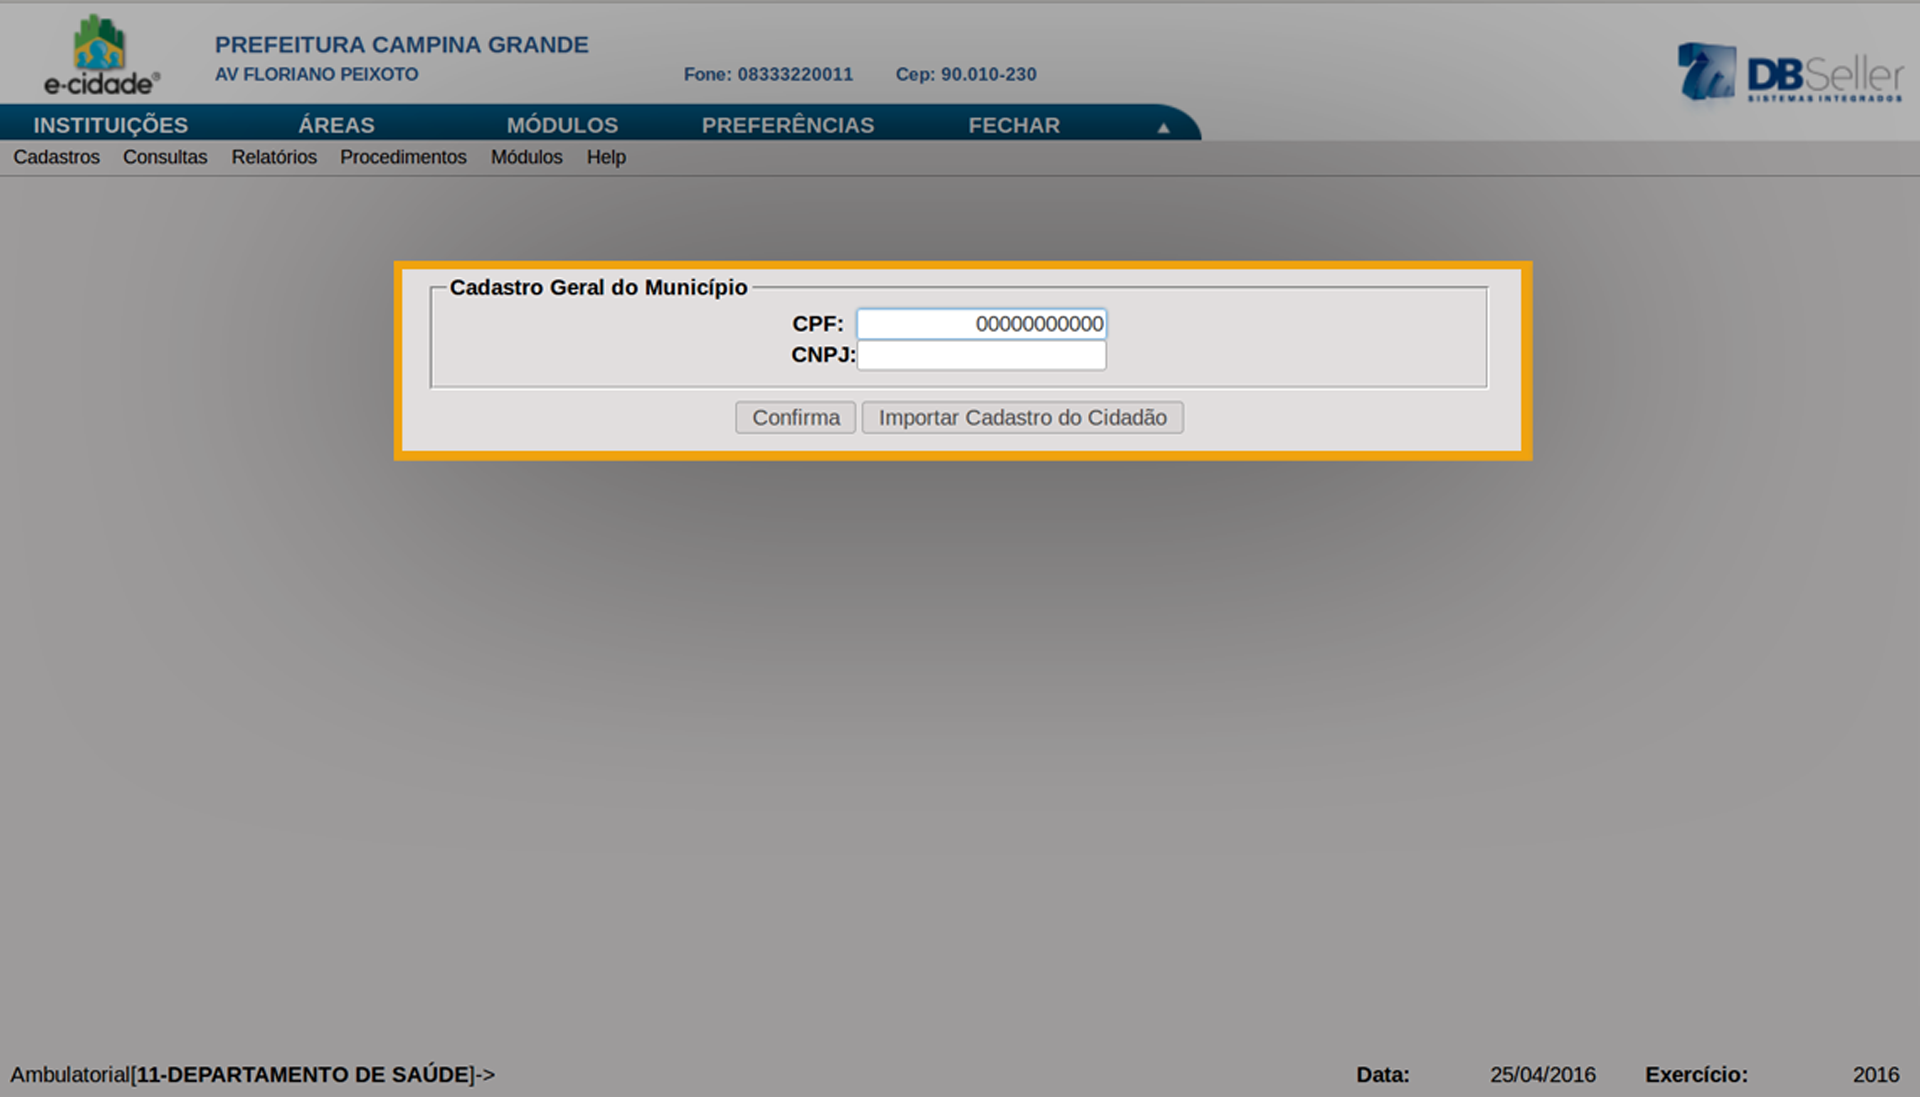 e-cidade®
PREFEITURA CAMPINA GRANDE
AV FLORIANO PEIXOTO Fone: 08333220011 Cep: 90.010-230
DBSeller
SISTEMAS INTEGRADOS
INSTITUIÇÕES ÁREAS MÓDULOS PREFERÊNCIAS FECHAR ▲
Cadastros Consultas Relatórios Procedimentos Módulos Help
Cadastro Geral do Município
CPF: 00000000000
CNPJ:
Confirma Importar Cadastro do Cidadão
Ambulatorial[11-DEPARTAMENTO DE SAÚDE]-> Data: 25/04/2016 Exercício: 2016